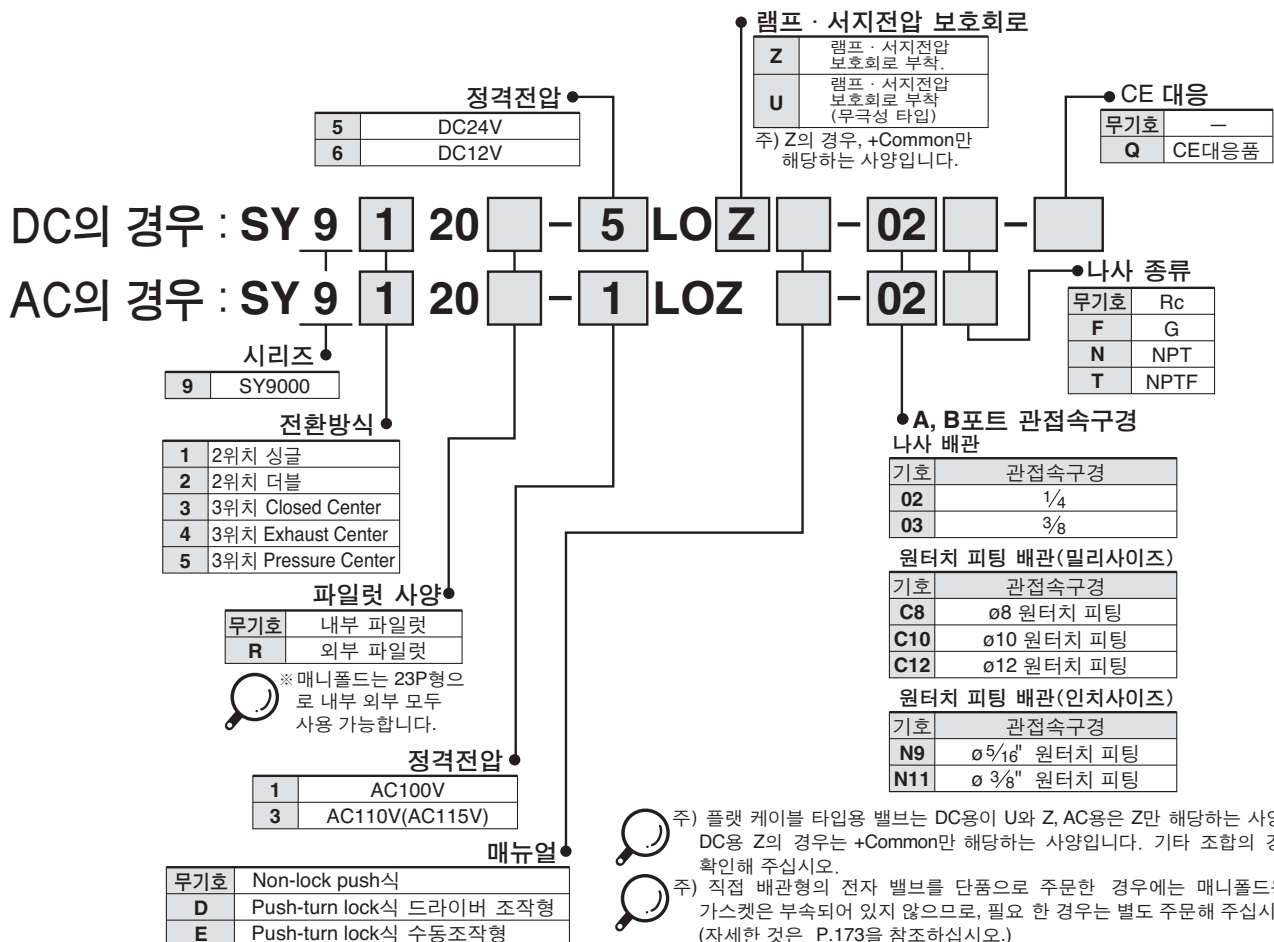 램프 · 서지전압 보호회로
Z 램프 · 서지전압
보호회로 부착.
U 램프 · 서지전압
보호회로 부착
(무극성 타입)
주) Z의 경우, +Common만
해당하는 사양입니다.
정격전압
5 DC24V
6 DC12V
CE 대응
무기호 —
Q CE대응품
DC의 경우 : SY 9 1 20 – 5 LO Z – 02 –
AC의 경우 : SY 9 1 20 – 1 LOZ – 02
나사 종류
무기호 Rc
F G
N NPT
T NPTF
시리즈
9 SY9000
전환방식
1 2위치 싱글
2 2위치 더블
3 3위치 Closed Center
4 3위치 Exhaust Center
5 3위치 Pressure Center
파일럿 사양
무기호 내부 파일럿
R 외부 파일럿
※ 매니폴드는 23P형으
로 내부 외부 모두
사용 가능합니다.
정격전압
1 AC100V
3 AC110V(AC115V)
매뉴얼
무기호 Non-lock push식
D Push-turn lock식 드라이버 조작형
E Push-turn lock식 수동조작형
A, B포트 관접속구경
나사 배관
기호 관접속구경
02 1/4
03 3/8
원터치 피팅 배관(밀리사이즈)
기호 관접속구경
C8 ø8 원터치 피팅
C10 ø10 원터치 피팅
C12 ø12 원터치 피팅
원터치 피팅 배관(인치사이즈)
기호 관접속구경
N9 ø 5/16" 원터치 피팅
N11 ø 3/8" 원터치 피팅
주) 플랫 케이블 타입용 밸브는 DC용이 U와 Z, AC용은 Z만 해당하는
DC용 Z의 경우는 +Common만 해당하는 사양입니다. 기타 조합의
확인해 주십시오.
주) 직접 배관형의 전자 밸브를 단품으로 주문한 경우에는
가스켓은 부속되어 있지 않으므로, 필요 한 경우는 별도 주문해
(자세한 것은 P.173을 참조하십시오.)